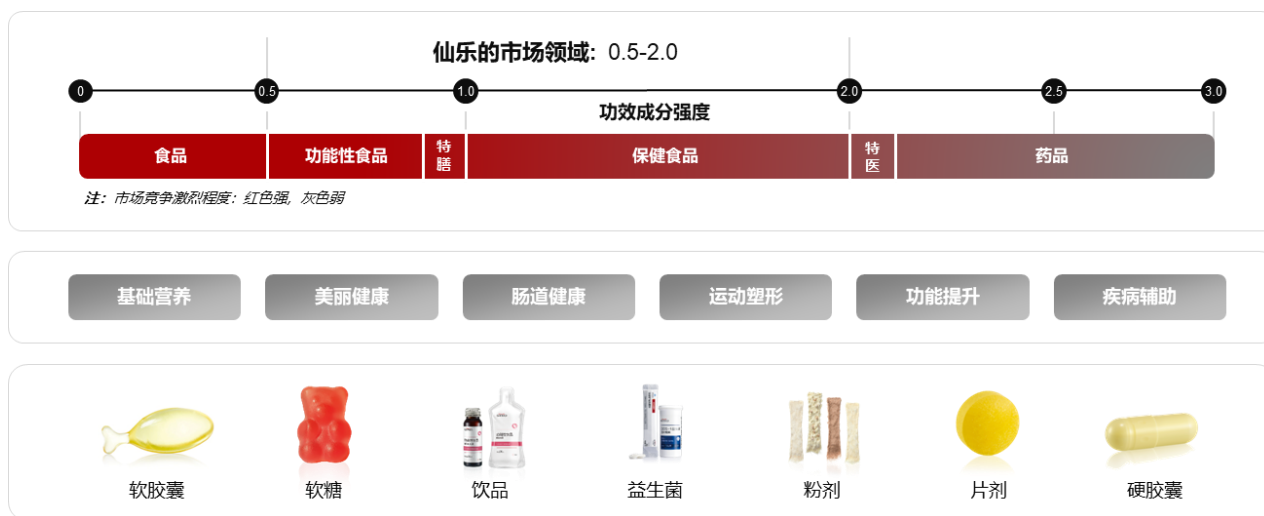 仙乐的市场领域: 0.5-2.0
0 0.5 1.0 2.0 2.5 3.0
功效成分强度
食品 功能性食品 特膳 保健食品 特医 药品
注：市场竞争激烈程度：红色强，灰色弱
基础营养 美丽健康 肠道健康 运动塑形 功能提升 疾病辅助
软胶囊 软糖 饮品 益生菌 粉剂 片剂 硬胶囊